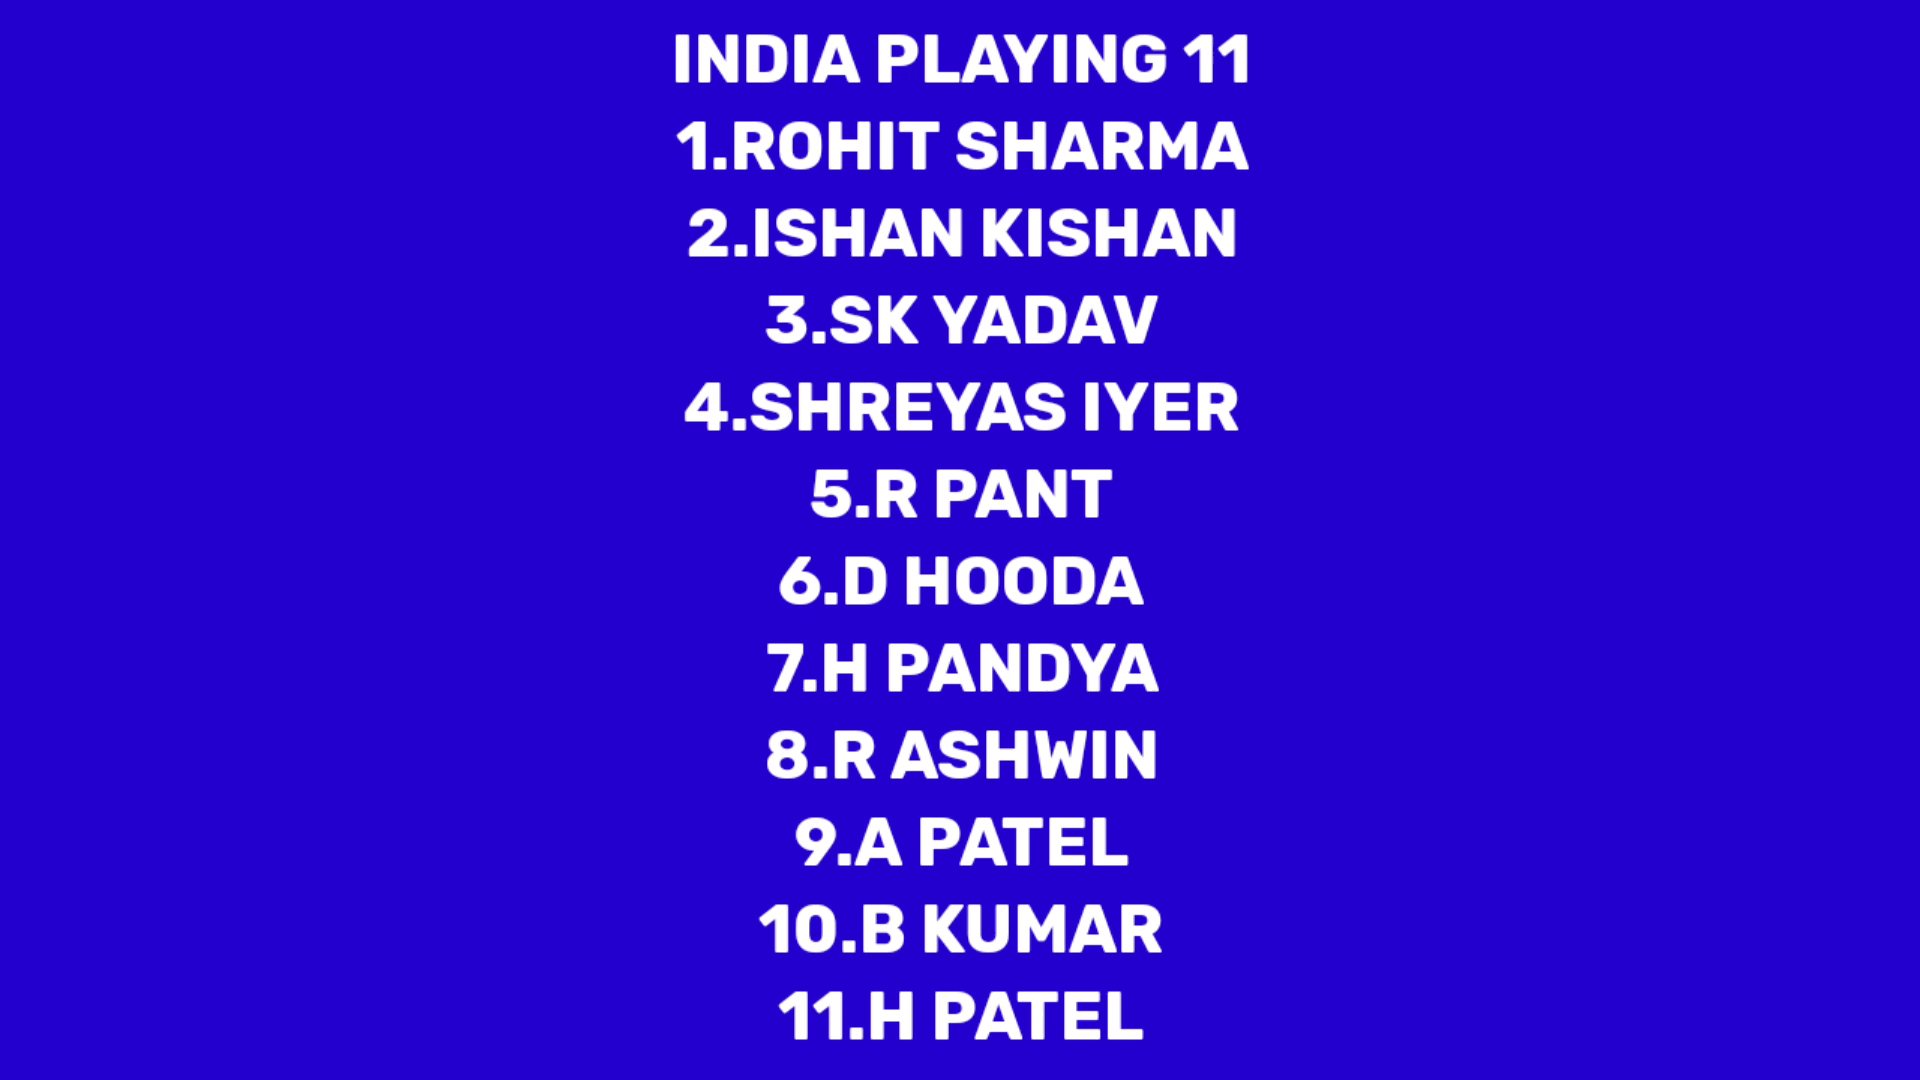 INDIA PLAYING 11
1.ROHIT SHARMA
2.ISHAN KISHAN
3.SK YADAV
4.SHREYAS IYER
5.R PANT
6.D HOODA
7.H PANDYA
8.R ASHWIN
9.A PATEL
10.B KUMAR
11.H PATEL